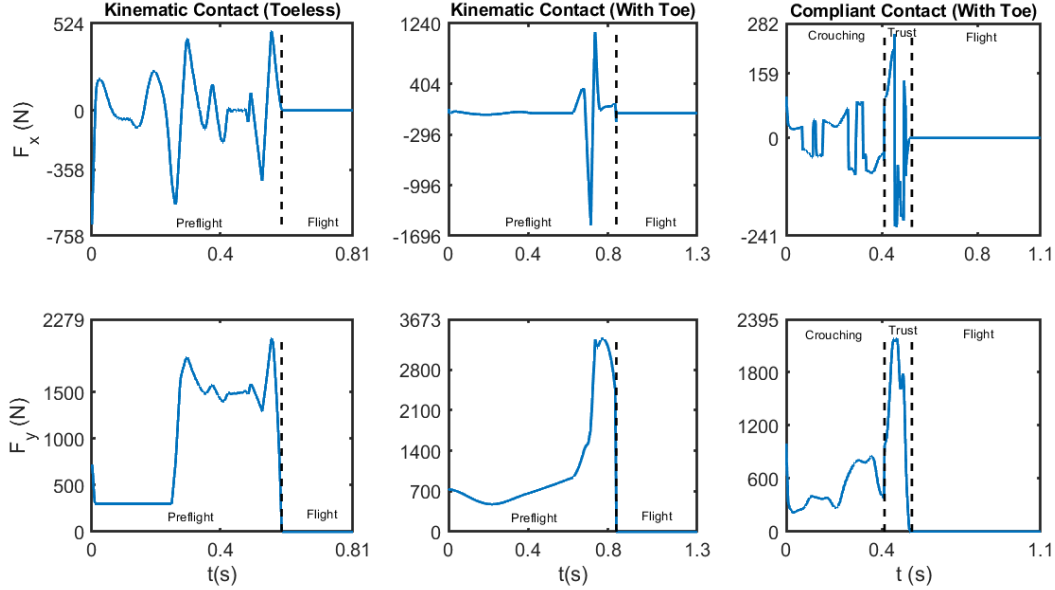 Kinematic Contact (Toeless)
524
0
-358
-758
F_x (N)
Preflight
Flight
0
0.4
0.81
Kinematic Contact (With Toe)
1240
404
-296
-996
-1696
Preflight
Flight
0
0.4
0.8
1.3
Compliant Contact (With Toe)
282
159
0
-241
Crouching
Trust
Flight
0
0.4
1.1
2279
1500
1000
500
0
F_y (N)
Preflight
Flight
0
0.4
0.81
t(s)
3673
2800
2100
1400
700
0
Preflight
Flight
0
0.4
0.8
1.3
t(s)
2395
1800
1200
600
0
Crouching
Trust
Flight
0
0.4
1.1
t (s)